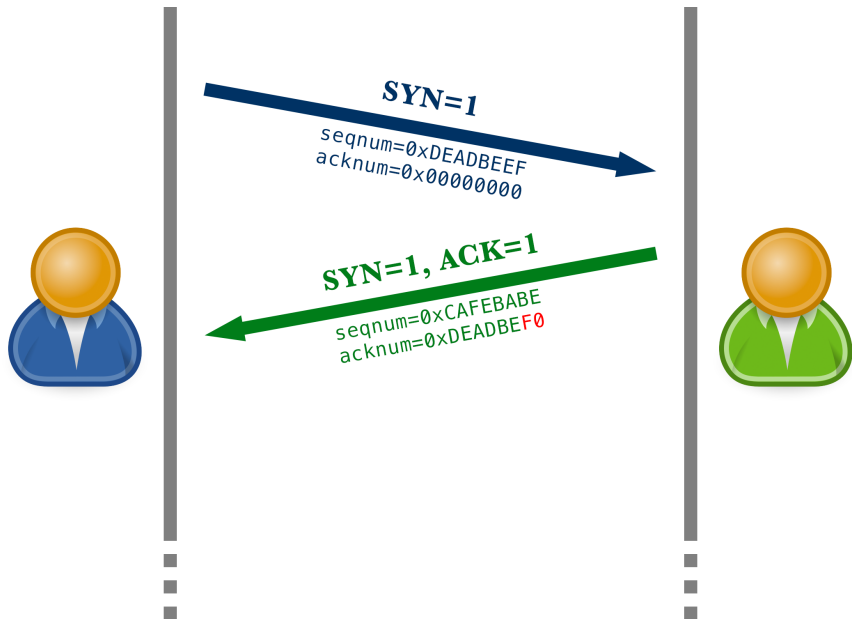 SYN=1
seqnum=0xDEADBEEF
acknum=0x00000000
SYN=1, ACK=1
seqnum=0xCAFEBABE
acknum=0xDEADBEF0